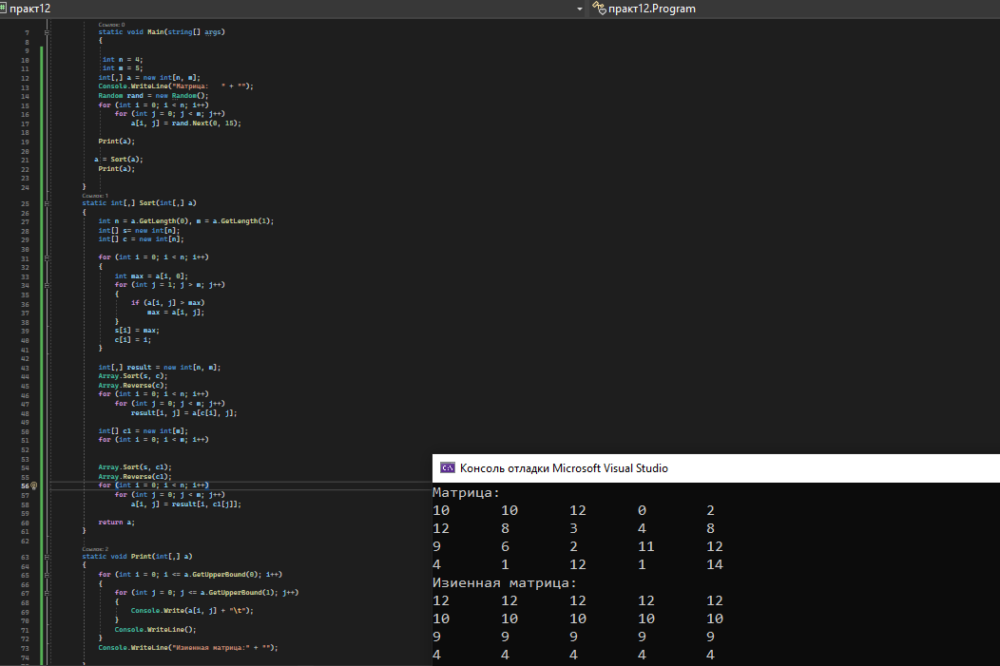 практ12
практ12.Program
Ссылок: 0
7 static void Main(string[] args)
8 {
9
10 int n = 4;
11 int m = 5;
12 int[,] a = new int[n, m];
13 Console.WriteLine("Матрица:   " + "");
14 Random rand = new Random();
15 for (int i = 0; i < n; i++)
16 for (int j = 0; j < m; j++)
17 a[i, j] = rand.Next(0, 15);
18
19 Print(a);
20
21 a = Sort(a);
22 Print(a);
23
24 }
Ссылок: 1
25 static int[,] Sort(int[,] a)
26 {
27 int n = a.GetLength(0), m = a.GetLength(1);
28 int[] s= new int[n];
29 int[] c = new int[n];
30
31 for (int i = 0; i < n; i++)
32 {
33 int max = a[i, 0];
34 for (int j = 1; j > m; j++)
35 {
36 if (a[i, j] > max)
37 max = a[i, j];
38 }
39 s[i] = max;
40 c[i] = i;
41 }
42
43 int[,] result = new int[n, m];
44 Array.Sort(s, c);
45 Array.Reverse(c);
46 for (int i = 0; i < n; i++)
47 for (int j = 0; j < m; j++)
48 result[i, j] = a[c[i], j];
49
50 int[] c1 = new int[m];
51 for (int i = 0; i < m; i++)
52
53
54 Array.Sort(s, c1);
55 Array.Reverse(c1);
56 for (int i = 0; i < n; i++)
57 for (int j = 0; j < m; j++)
58 a[i, j] = result[i, c1[j]];
59
60 return a;
61 }
62
Ссылок: 2
63 static void Print(int[,] a)
64 {
65 for (int i = 0; i <= a.GetUpperBound(0); i++)
66 {
67 for (int j = 0; j <= a.GetUpperBound(1); j++)
68 {
69 Console.Write(a[i, j] + "\t");
70 }
71 Console.WriteLine();
72 }
73 Console.WriteLine("Изиенная матрица:" + "");
74
Консоль отладки Microsoft Visual Studio
Матрица:
10 10 12 0 2
12 8 3 4 8
9 6 2 11 12
4 1 12 1 14
Изиенная матрица:
12 12 12 12 12
10 10 10 10 10
9 9 9 9 9
4 4 4 4 4